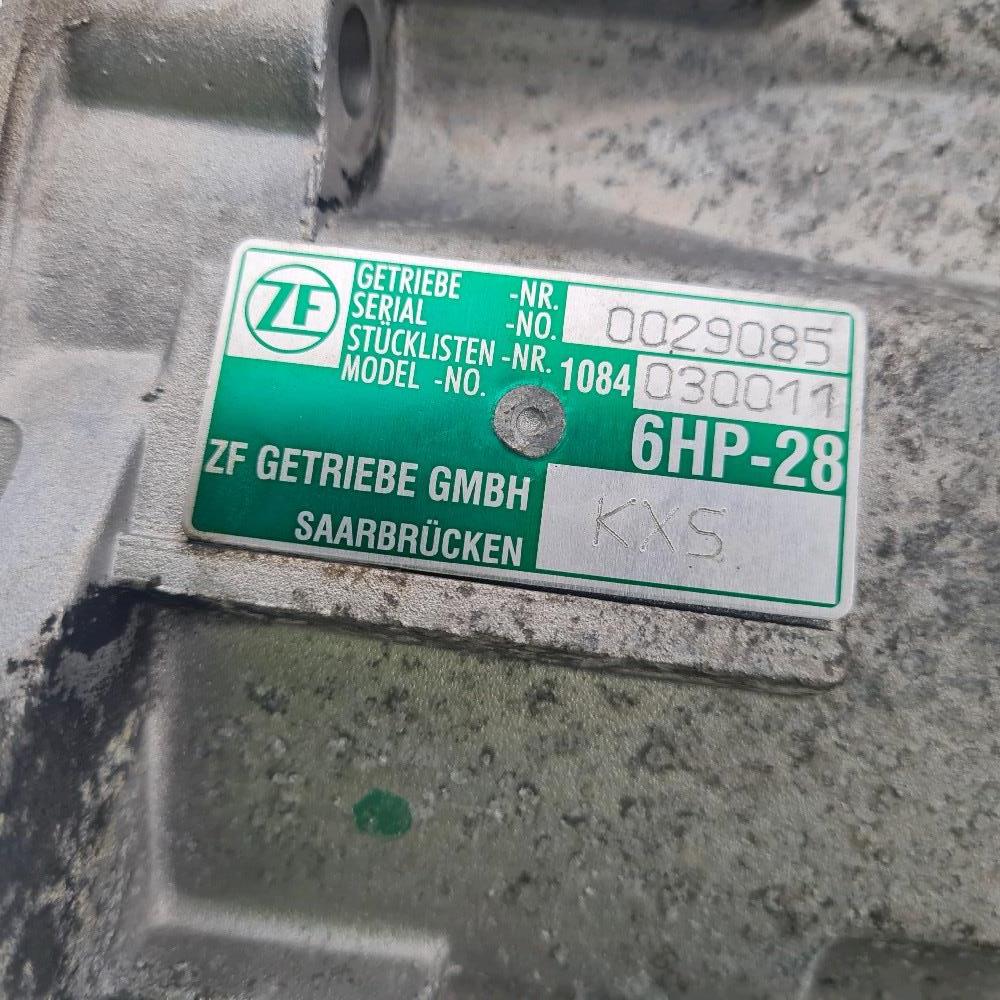 ZF
GETRIEBE -NR.
SERIAL -NO. 0029085
STÜCKLISTEN -NR.
MODEL -NO. 1084 030011
6HP-28
ZF GETRIEBE GMBH
SAARBRÜCKEN
KXS